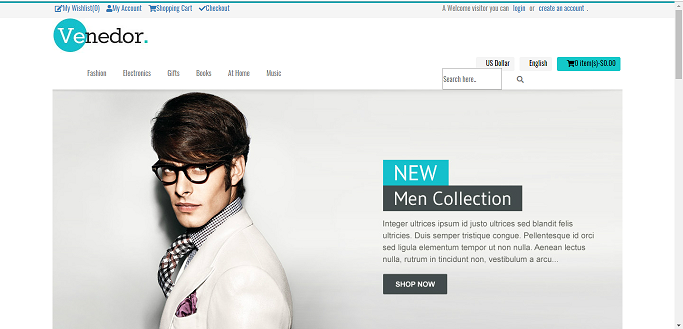 My Wishlist(0) My Account Shopping Cart Checkout A Welcome visitor you can login or create an account .
Venedor.
US Dollar English 0 item(s)-$0.00
Fashion Electronics Gifts Books At Home Music Search here..
NEW
Men Collection
Integer ultrices ipsum id justo ultrices sed blandit felis
ultricies. Duis semper tristique congue. Pellentesque id orci
sed ligula elementum tempor ut non nulla. Aenean lectus
nulla, rutrum in tincidunt non, vestibulum a arcu...
SHOP NOW